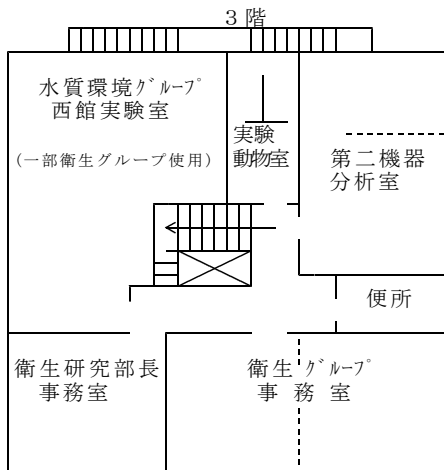 3階
水質環境ｸﾞﾙｰﾌﾟ
西館実験室
(一部衛生グループ使用)
実験
動物室
第二機器
分析室
便所
衛生研究部長
事務室
衛生ｸﾞﾙｰﾌﾟ
事務室